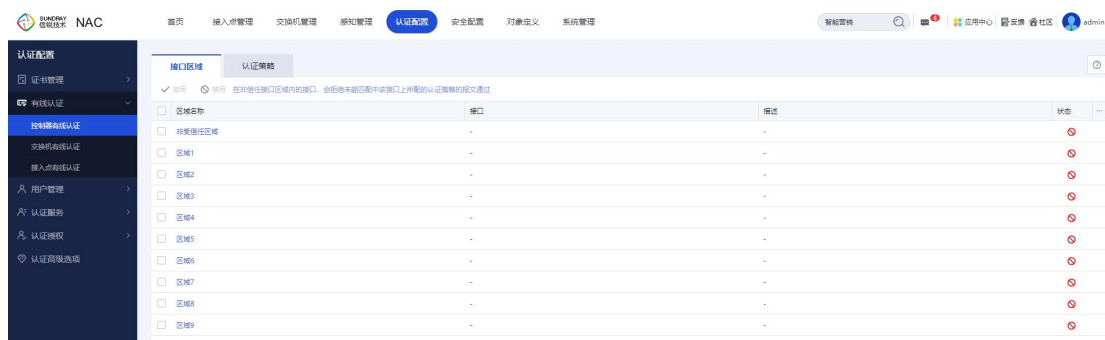 SUNDRAY 信锐技术 NAC 首页 接入点管理 交换机管理 感知管理 认证配置 安全配置 对象定义 系统管理 智能营销 4 应用中心 反馈 社区 admin
认证配置
证书管理
有线认证
控制器有线认证
交换机有线认证
接入点有线认证
用户管理
认证服务
认证授权
认证高级选项
接口区域 认证策略
启用 禁用 在非信任接口区域内的接口,会拒绝未能匹配中该接口上所配的认证策略的报文通过
区域名称 接口 描述 状态 ...
非受信任区域 - -
区域1 - -
区域2 - -
区域3 - -
区域4 - -
区域5 - -
区域6 - -
区域7 - -
区域8 - -
区域9 - -